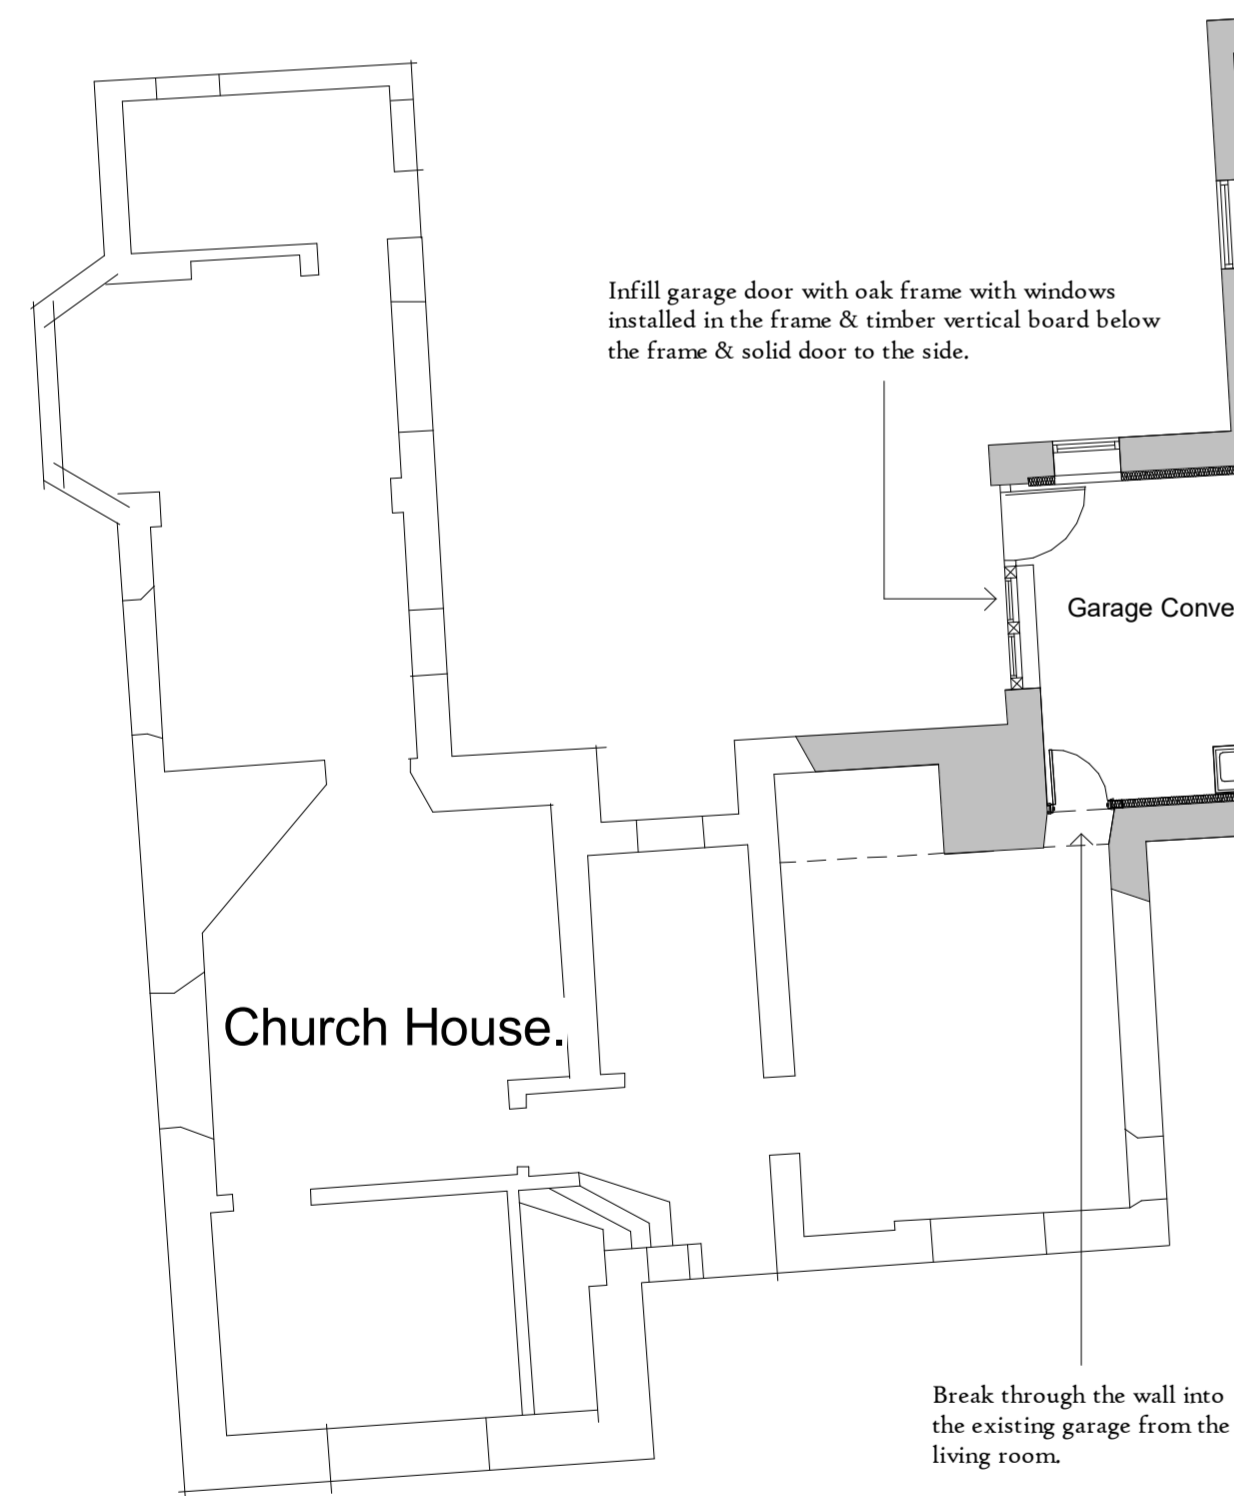 Infill garage door with oak frame with windows
installed in the frame & timber vertical board below
the frame & solid door to the side.
Garage Conve
Church House.
Break through the wall into
the existing garage from the
living room.